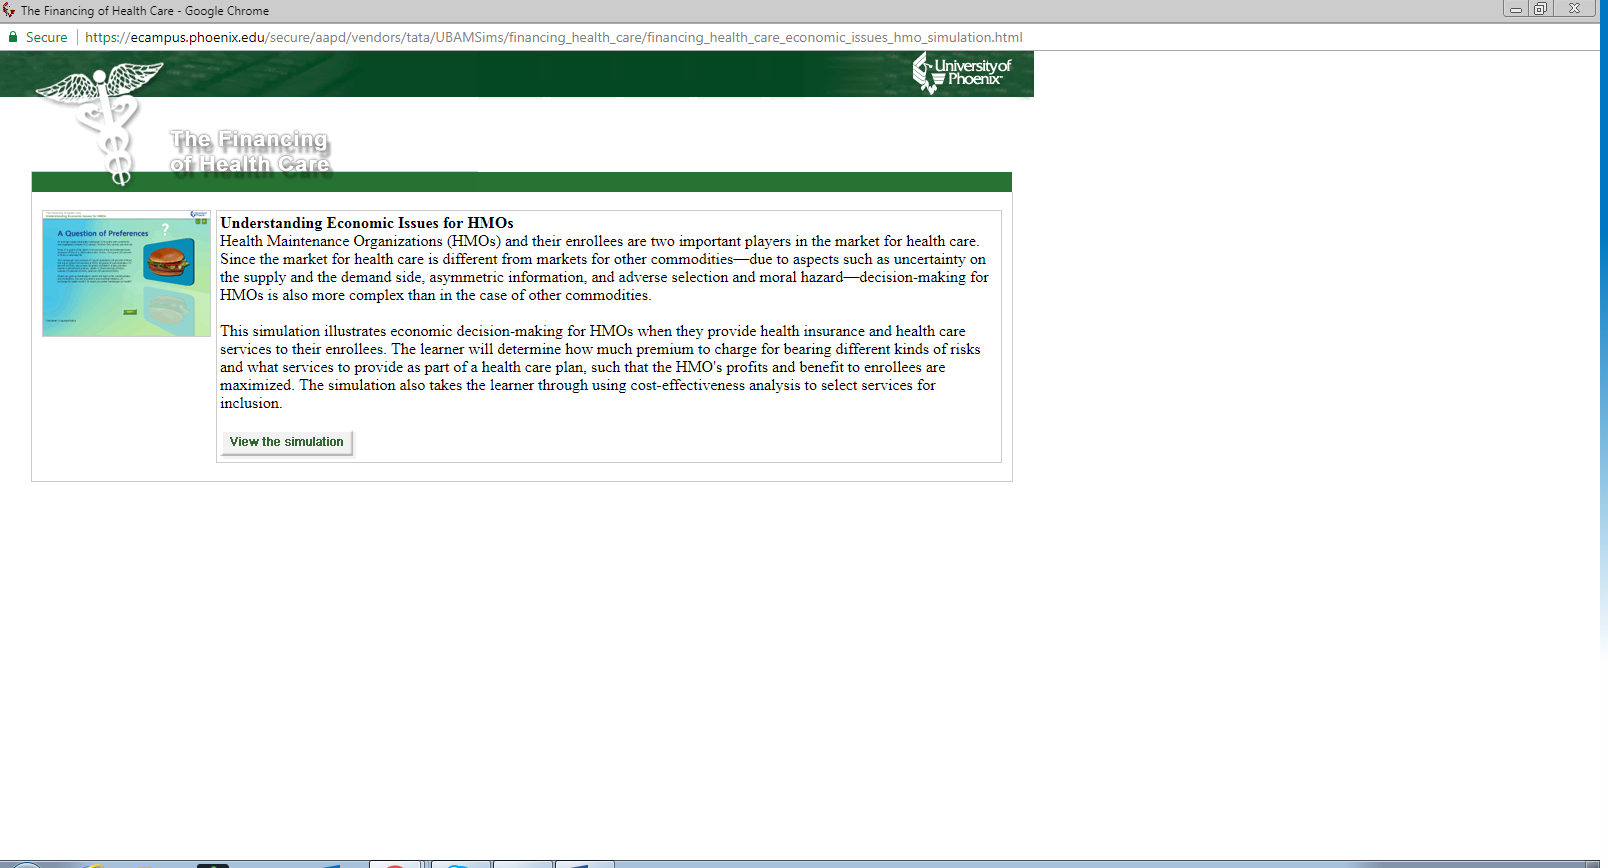 The Financing of Health Care - Google Chrome
Secure https://ecampus.phoenix.edu/secure/aapd/vendors/tata/UBAMSims/financing_health_care/financing_health_care_economic_issues_hmo_simulation.html
University of
Phoenix
The Financing
of Health Care
A Question of Preferences ?
Understanding Economic Issues for HMOs
Health Maintenance Organizations (HMOs) and their enrollees are two important players in the market for health care.
Since the market for health care is different from markets for other commodities—due to aspects such as uncertainty on
the supply and the demand side, asymmetric information, and adverse selection and moral hazard—decision-making for
HMOs is also more complex than in the case of other commodities.
This simulation illustrates economic decision-making for HMOs when they provide health insurance and health care
services to their enrollees. The learner will determine how much premium to charge for bearing different kinds of risks
and what services to provide as part of a health care plan, such that the HMO's profits and benefit to enrollees are
maximized. The simulation also takes the learner through using cost-effectiveness analysis to select services for
inclusion.
View the simulation